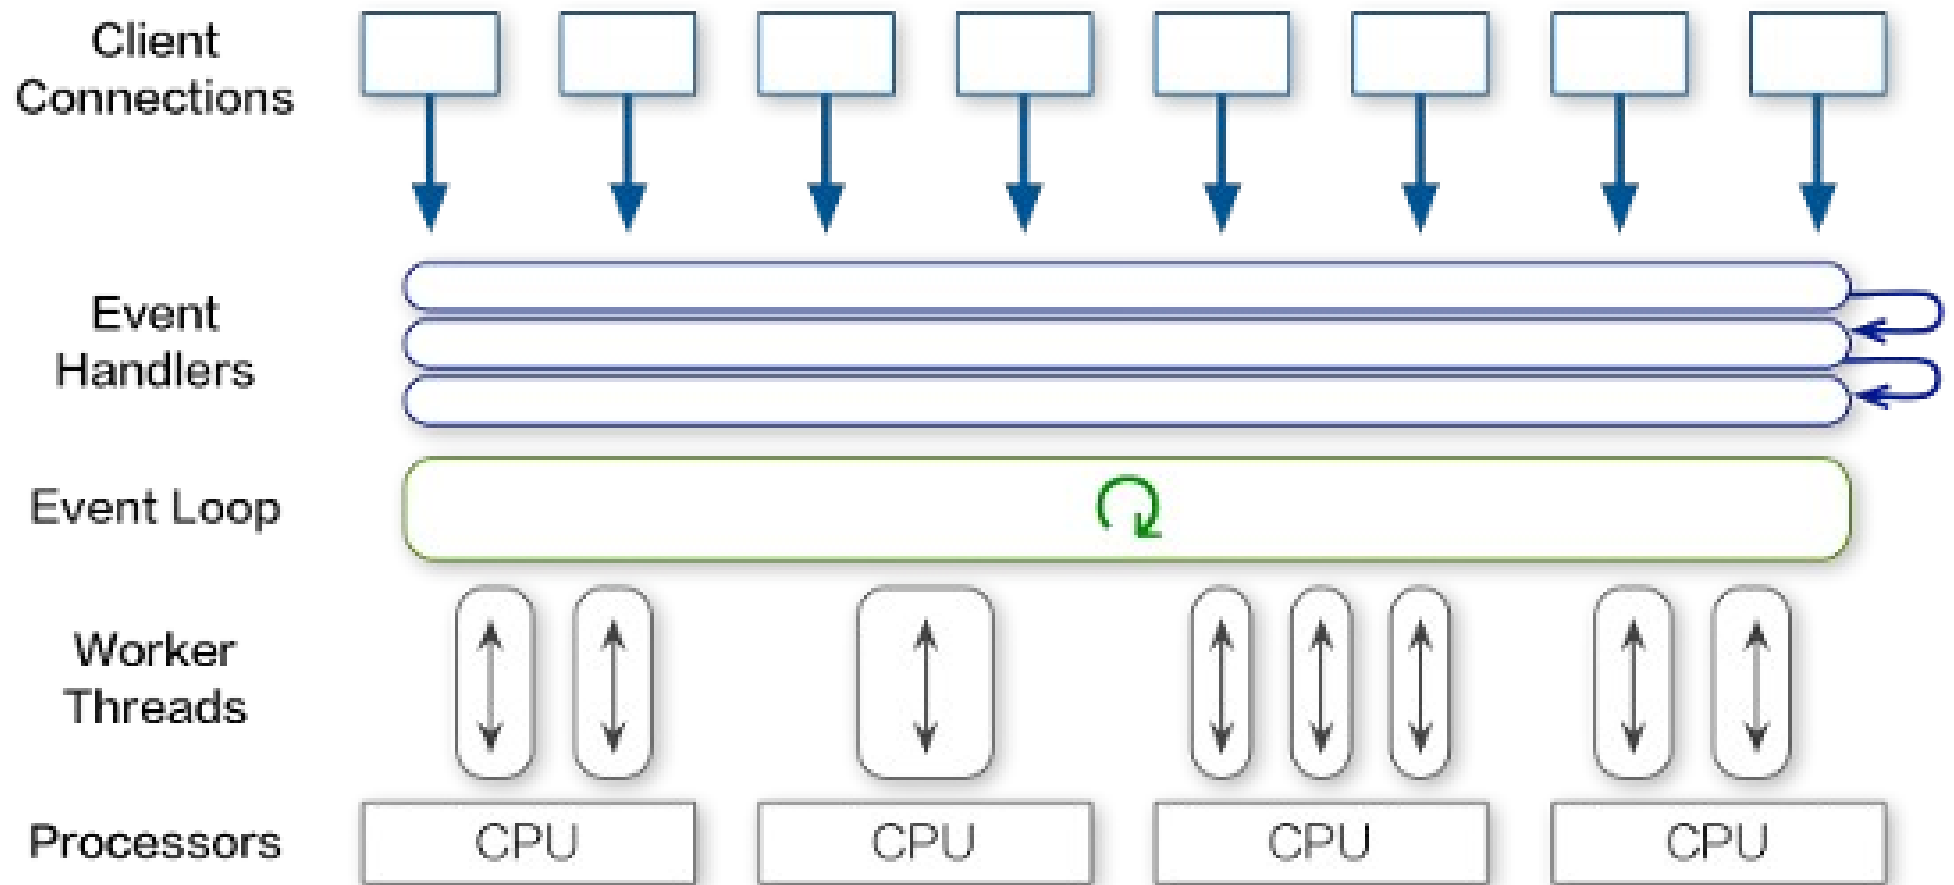 Client
Connections
Event
Handlers
Event Loop
Worker
Threads
Processors
CPU
CPU
CPU
CPU